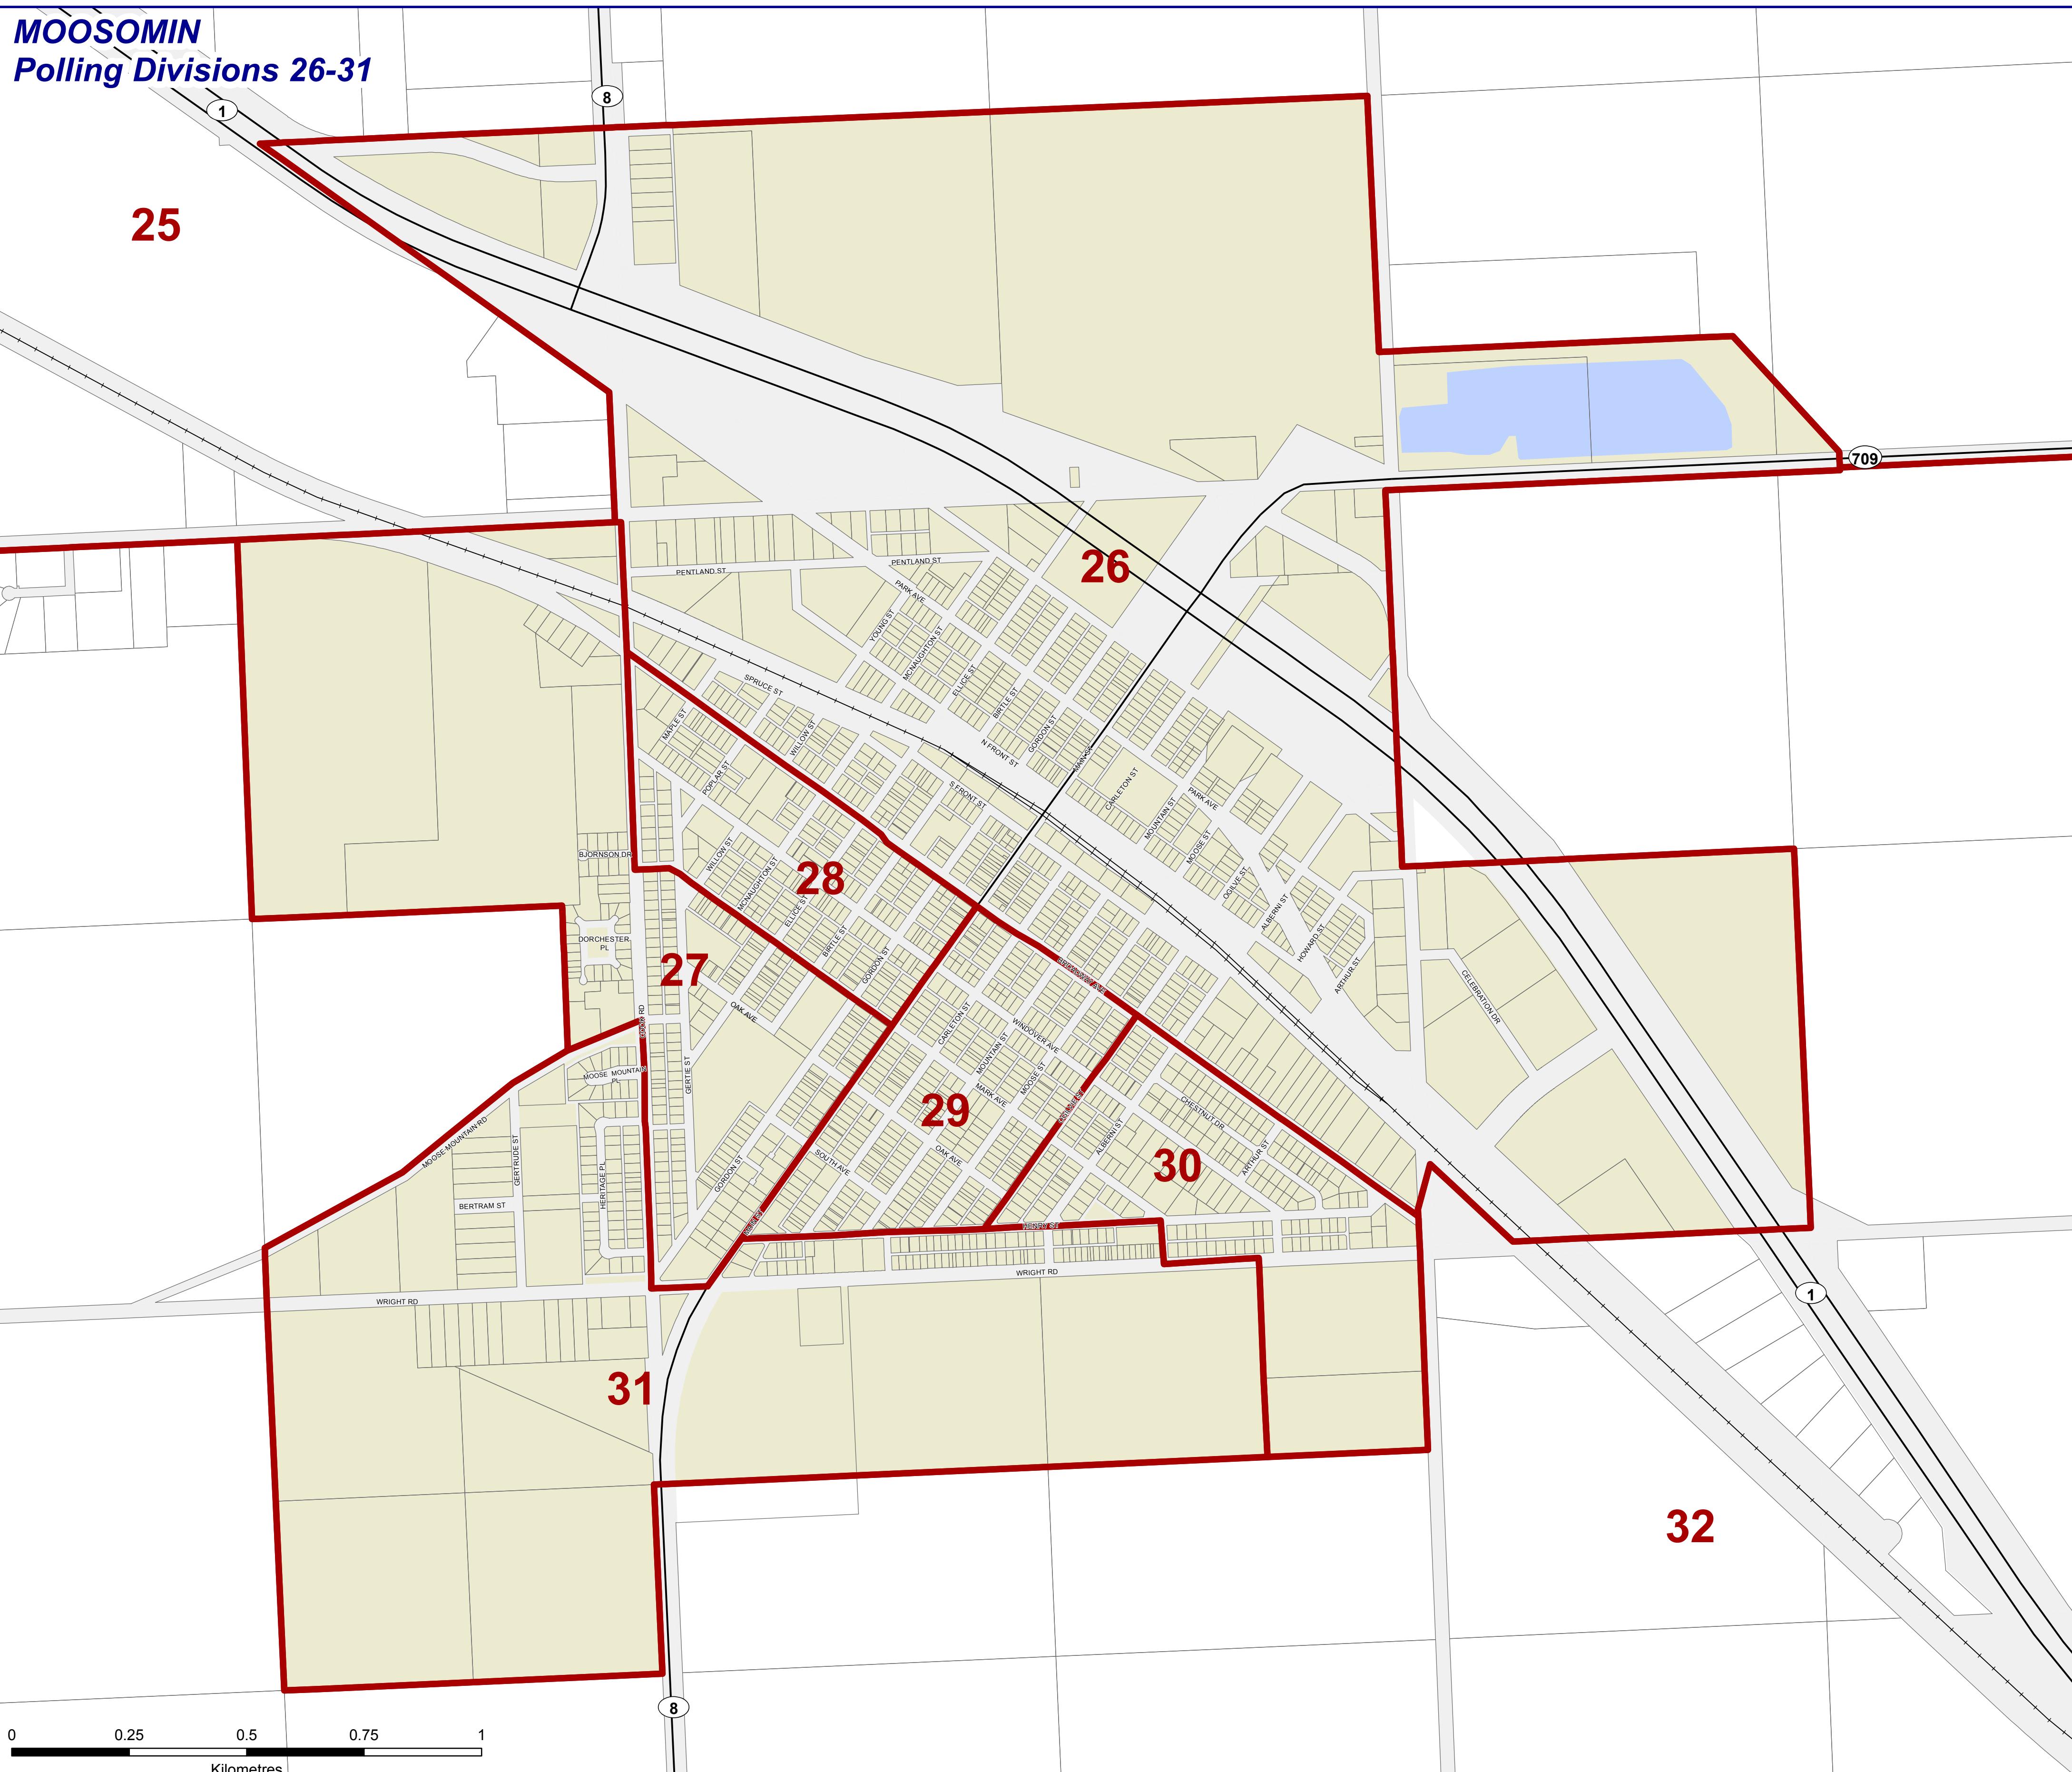 MOOSOMIN
Polling Divisions 26-31
8
1
25
709
26
PENTLAND ST
PENTLAND ST
PARK AVE
YOUNG ST
MCNAUGHTON ST
ELLICE ST
BIRTLE ST
GORDON ST
N FRONT ST
MAIN ST
SPRUCE ST
MAPLE ST
WILLOW ST
POPLAR ST
S FRONT ST
CARLETON ST
MOUNTAIN ST
PARK AVE
MOOSE ST
OGILVE ST
ALBERNI ST
HOWARD ST
ARTHUR ST
CELEBRATION DR
BJORNSON DR
WILLOW ST
MCNAUGHTON ST
28
ELLICE ST
BIRTLE ST
GORDON ST
DORCHESTER
PL
27
OAK AVE
CARLETON ST
WINDOVER AVE
MOUNTAIN ST
MOOSE ST
MARK AVE
29
MOOSE MOUNTAIN
PL
GERTIE ST
MOOSE MOUNTAIN RD
GERTRUDE ST
HERITAGE PL
BERTRAM ST
GORDON ST
SOUTH AVE
OAK AVE
CHESTNUT DR
ALBERNI ST
ARTHUR ST
30
WRIGHT RD
WRIGHT RD
1
31
32
8
0 0.25 0.5 0.75 1
Kilometres